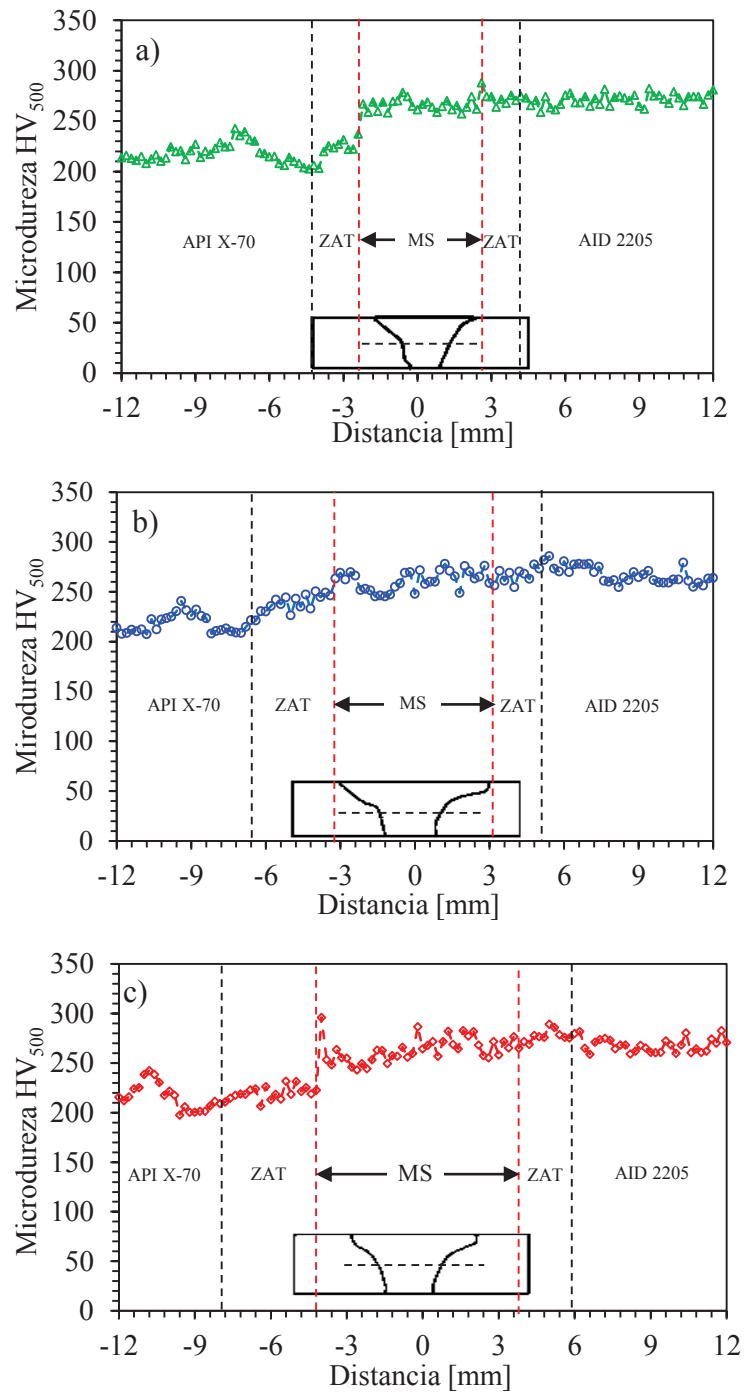 a)
Microdureza HV500
350
300
250
200
150
100
50
0
API X-70 ZAT MS ZAT AID 2205
-12 -9 -6 -3 0 3 6 9 12
Distancia [mm]
b)
Mirodureza HV500
350
300
250
200
150
100
50
0
API X-70 ZAT MS ZAT AID 2205
-12 -9 -6 -3 0 3 6 9 12
Distancia [mm]
c)
Microdureza HV500
350
300
250
200
150
100
50
0
API X-70 ZAT MS ZAT AID 2205
-12 -9 -6 -3 0 3 6 9 12
Distancia [mm]